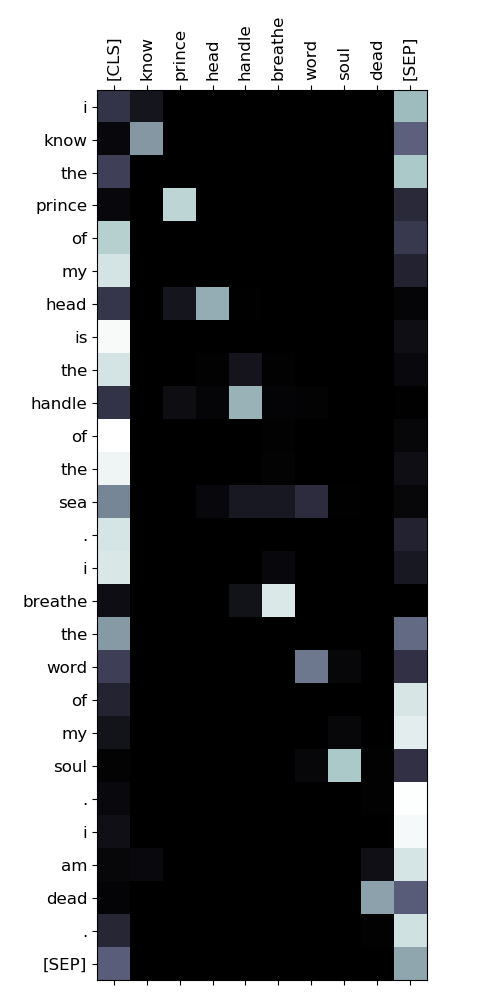 [CLS] know prince head handle breathe word soul dead [SEP]
i
know
the
prince
of
my
head
is
the
handle
of
the
sea
.
i
breathe
the
word
of
my
soul
.
i
am
dead
.
[SEP]